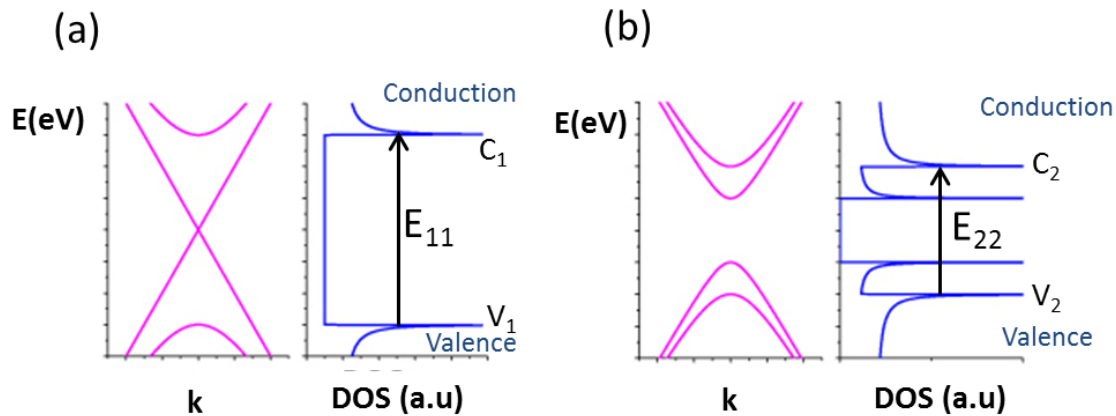 (a)
(b)
E(eV)
Conduction
C₁
E₁₁
V₁
Valence
k
DOS (a.u)
E(eV)
Conduction
C₂
E₂₂
V₂
Valence
k
DOS (a.u)